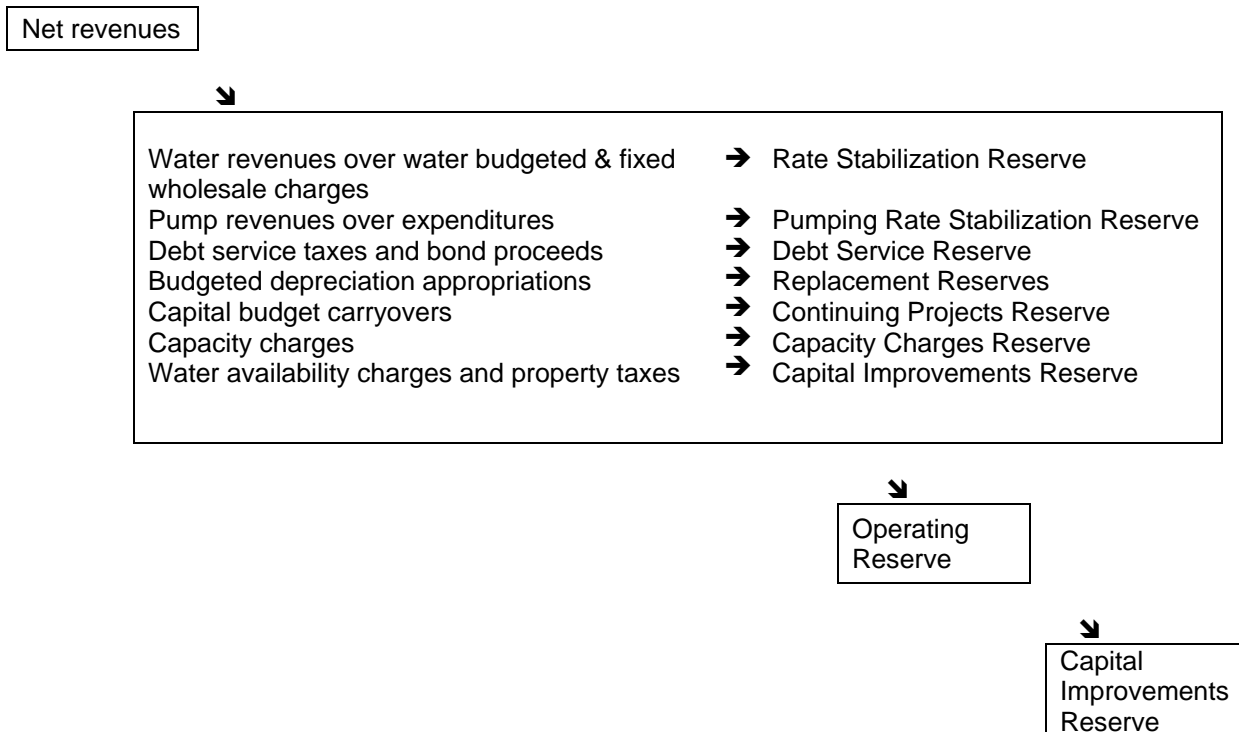 Net revenues
Water revenues over water budgeted & fixed ➔ Rate Stabilization Reserve
wholesale charges
Pump revenues over expenditures ➔ Pumping Rate Stabilization Reserve
Debt service taxes and bond proceeds ➔ Debt Service Reserve
Budgeted depreciation appropriations ➔ Replacement Reserves
Capital budget carryovers ➔ Continuing Projects Reserve
Capacity charges ➔ Capacity Charges Reserve
Water availability charges and property taxes ➔ Capital Improvements Reserve
Operating
Reserve
Capital
Improvements
Reserve